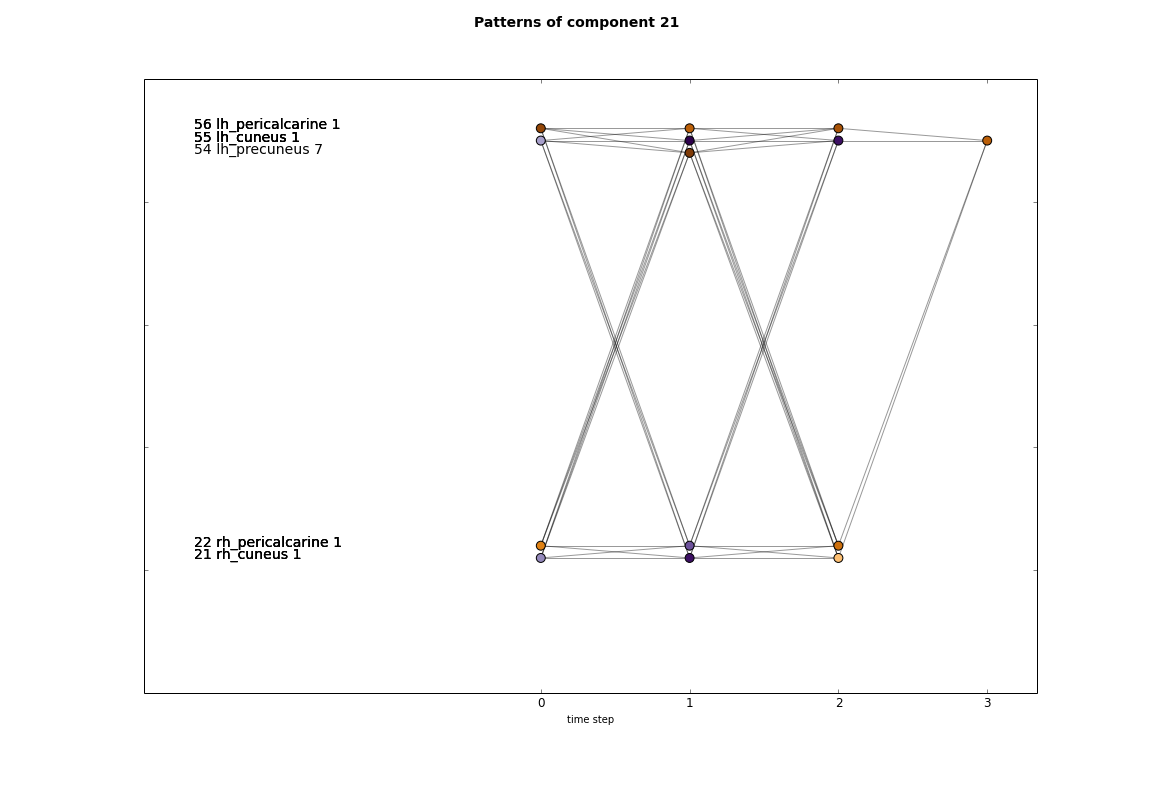 Patterns of component 21
56 lh_pericalcarine 1
55 lh_cuneus 1
54 lh_precuneus 7
22 rh_pericalcarine 1
21 rh_cuneus 1
0 1 2 3
time step